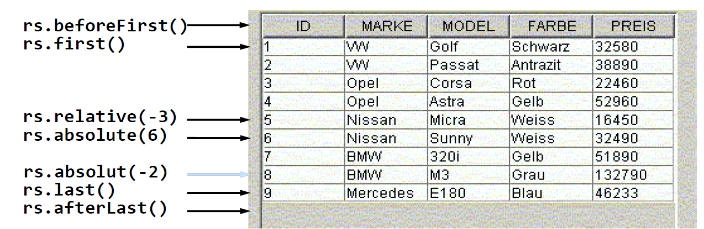 rs.beforeFirst() ID MARKE MODEL FARBE PREIS
rs.first() 1 VW Golf Schwarz 32580
2 VW Passat Antrazit 38890
3 Opel Corsa Rot 22460
4 Opel Astra Gelb 52960
rs.relative(-3) 5 Nissan Micra Weiss 16450
rs.absolute(6) 6 Nissan Sunny Weiss 32490
7 BMW 320i Gelb 51890
rs.absolut(-2) 8 BMW M3 Grau 132790
rs.last() 9 Mercedes E180 Blau 46233
rs.afterLast()